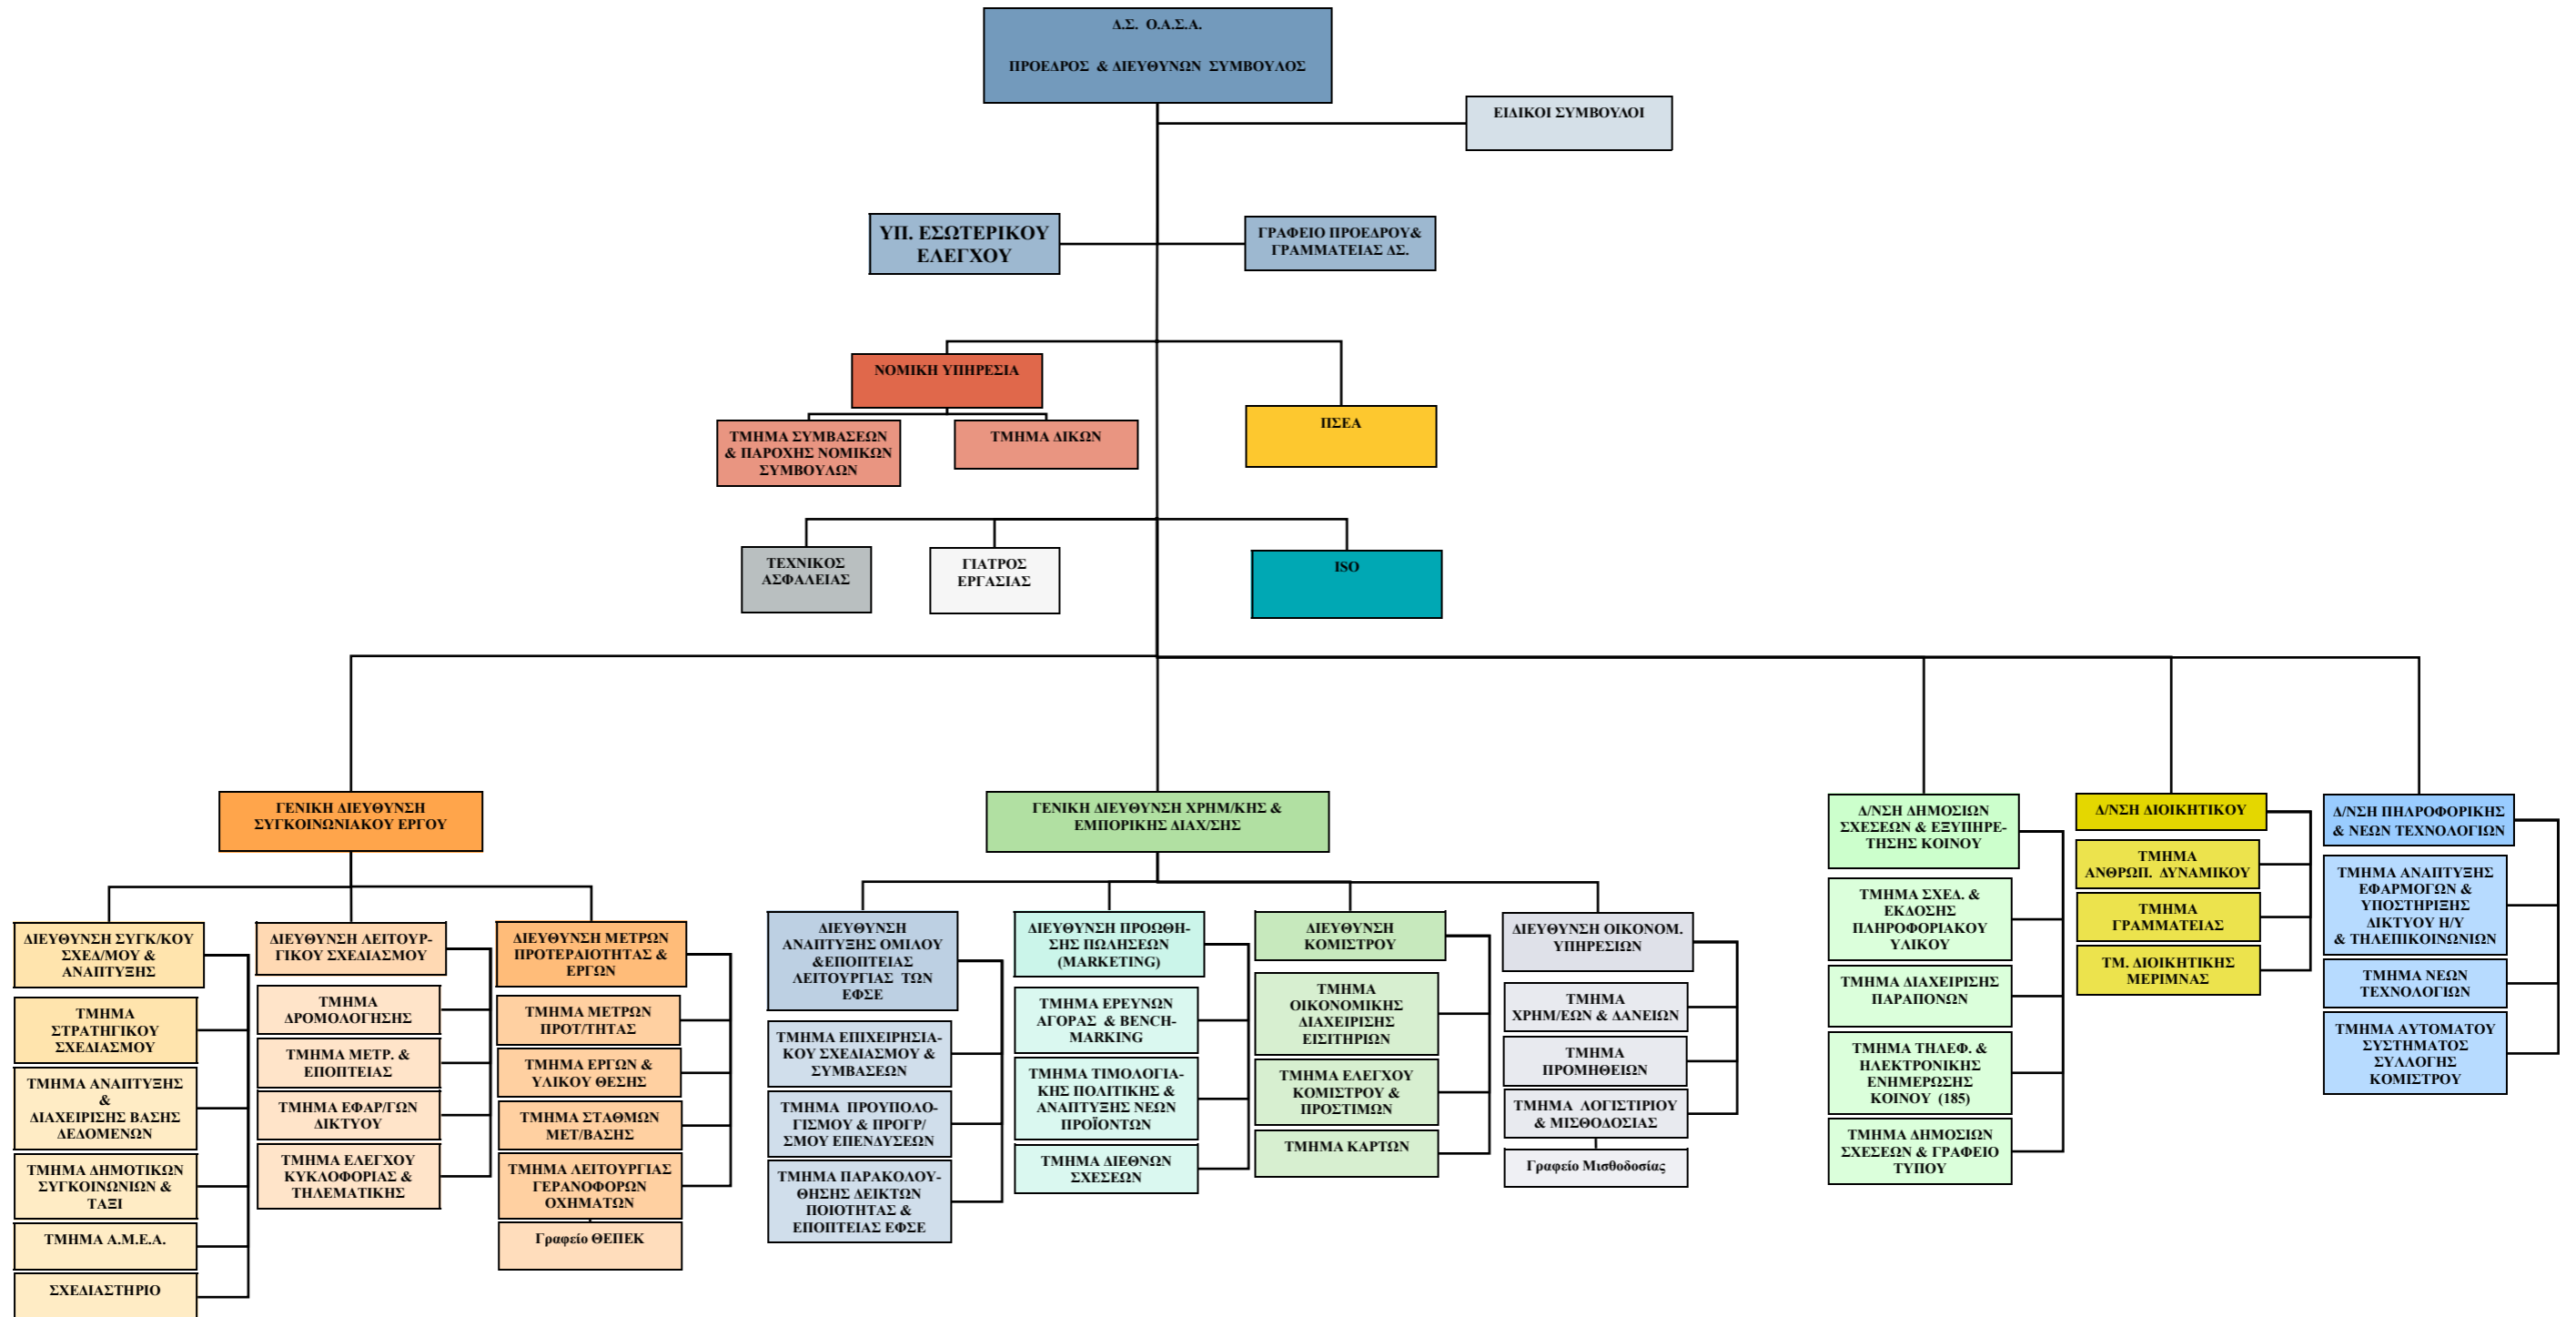 Δ.Σ. Ο.Α.Σ.Α.
ΠΡΟΕΔΡΟΣ & ΔΙΕΥΘΥΝΩΝ ΣΥΜΒΟΥΛΟΣ
ΕΙΔΙΚΟΙ ΣΥΜΒΟΥΛΟΙ
ΥΠ. ΕΣΩΤΕΡΙΚΟΥ
ΕΛΕΓΧΟΥ
ΓΡΑΦΕΙΟ ΠΡΟΕΔΡΟΥ&
ΓΡΑΜΜΑΤΕΙΑΣ ΔΣ.
ΝΟΜΙΚΗ ΥΠΗΡΕΣΙΑ
ΤΜΗΜΑ ΣΥΜΒΑΣΕΩΝ
& ΠΑΡΟΧΗΣ ΝΟΜΙΚΩΝ
ΣΥΜΒΟΥΛΩΝ
ΤΜΗΜΑ ΔΙΚΩΝ
ΠΣΕΑ
ΤΕΧΝΙΚΟΣ
ΑΣΦΑΛΕΙΑΣ
ΓΙΑΤΡΟΣ
ΕΡΓΑΣΙΑΣ
ISO
ΓΕΝΙΚΗ ΔΙΕΥΘΥΝΣΗ
ΣΥΓΚΟΙΝΩΝΙΑΚΟΥ ΕΡΓΟΥ
ΔΙΕΥΘΥΝΣΗ ΣΥΓΚ/ΚΟΥ
ΣΧΕΔ/ΜΟΥ &
ΑΝΑΠΤΥΞΗΣ
ΤΜΗΜΑ
ΣΤΡΑΤΗΓΙΚΟΥ
ΣΧΕΔΙΑΣΜΟΥ
ΤΜΗΜΑ ΑΝΑΠΤΥΞΗΣ
&
ΔΙΑΧΕΙΡΙΣΗΣ ΒΑΣΗΣ
ΔΕΔΟΜΕΝΩΝ
ΤΜΗΜΑ ΔΗΜΟΤΙΚΩΝ
ΣΥΓΚΟΙΝΩΝΙΩΝ &
ΤΑΞΙ
ΤΜΗΜΑ Α.Μ.Ε.Α.
ΣΧΕΔΙΑΣΤΗΡΙΟ
ΔΙΕΥΘΥΝΣΗ ΛΕΙΤΟΥΡ-
ΓΙΚΟΥ ΣΧΕΔΙΑΣΜΟΥ
ΤΜΗΜΑ
ΔΡΟΜΟΛΟΓΗΣΗΣ
ΤΜΗΜΑ ΜΕΤΡ. &
ΕΠΟΠΤΕΙΑΣ
ΤΜΗΜΑ ΕΦΑΡ/ΓΩΝ
ΔΙΚΤΥΟΥ
ΤΜΗΜΑ ΕΛΕΓΧΟΥ
ΚΥΚΛΟΦΟΡΙΑΣ &
ΤΗΛΕΜΑΤΙΚΗΣ
ΔΙΕΥΘΥΝΣΗ ΜΕΤΡΩΝ
ΠΡΟΤΕΡΑΙΟΤΗΤΑΣ &
ΕΡΓΩΝ
ΤΜΗΜΑ ΜΕΤΡΩΝ
ΠΡΟΤ/ΤΗΤΑΣ
ΤΜΗΜΑ ΕΡΓΩΝ &
ΥΛΙΚΟΥ ΘΕΣΗΣ
ΤΜΗΜΑ ΣΤΑΘΜΩΝ
ΜΕΤ/ΒΑΣΗΣ
ΤΜΗΜΑ ΛΕΙΤΟΥΡΓΙΑΣ
ΓΕΡΑΝΟΦΟΡΩΝ
ΟΧΗΜΑΤΩΝ
Γραφείο ΘΕΠΕΚ
ΓΕΝΙΚΗ ΔΙΕΥΘΥΝΣΗ ΧΡΗΜ/ΚΗΣ &
ΕΜΠΟΡΙΚΗΣ ΔΙΑΧ/ΣΗΣ
ΔΙΕΥΘΥΝΣΗ
ΑΝΑΠΤΥΞΗΣ ΟΜΙΛΟΥ
&ΕΠΟΠΤΕΙΑΣ
ΛΕΙΤΟΥΡΓΙΑΣ ΤΩΝ
ΕΦΣΕ
ΤΜΗΜΑ ΕΠΙΧΕΙΡΗΣΙΑ-
ΚΟΥ ΣΧΕΔΙΑΣΜΟΥ &
ΣΥΜΒΑΣΕΩΝ
ΤΜΗΜΑ ΠΡΟΥΠΟΛΟ-
ΓΙΣΜΟΥ & ΠΡΟΓΡ/
ΣΜΟΥ ΕΠΕΝΔΥΣΕΩΝ
ΤΜΗΜΑ ΠΑΡΑΚΟΛΟΥ-
ΘΗΣΗΣ ΔΕΙΚΤΩΝ
ΠΟΙΟΤΗΤΑΣ &
ΕΠΟΠΤΕΙΑΣ ΕΦΣΕ
ΔΙΕΥΘΥΝΣΗ ΠΡΟΩΘΗ-
ΣΗΣ ΠΩΛΗΣΕΩΝ
(MARKETING)
ΤΜΗΜΑ ΕΡΕΥΝΩΝ
ΑΓΟΡΑΣ & BENCH-
MARKING
ΤΜΗΜΑ ΤΙΜΟΛΟΓΙΑ-
ΚΗΣ ΠΟΛΙΤΙΚΗΣ &
ΑΝΑΠΤΥΞΗΣ ΝΕΩΝ
ΠΡΟΪΟΝΤΩΝ
ΤΜΗΜΑ ΔΙΕΘΝΩΝ
ΣΧΕΣΕΩΝ
ΔΙΕΥΘΥΝΣΗ
ΚΟΜΙΣΤΡΟΥ
ΤΜΗΜΑ
ΟΙΚΟΝΟΜΙΚΗΣ
ΔΙΑΧΕΙΡΙΣΗΣ
ΕΙΣΙΤΗΡΙΩΝ
ΤΜΗΜΑ ΕΛΕΓΧΟΥ
ΚΟΜΙΣΤΡΟΥ &
ΠΡΟΣΤΙΜΩΝ
ΤΜΗΜΑ ΚΑΡΤΩΝ
ΔΙΕΥΘΥΝΣΗ ΟΙΚΟΝΟΜ.
ΥΠΗΡΕΣΙΩΝ
ΤΜΗΜΑ
ΧΡΗΜ/ΕΩΝ & ΔΑΝΕΙΩΝ
ΤΜΗΜΑ
ΠΡΟΜΗΘΕΙΩΝ
ΤΜΗΜΑ ΛΟΓΙΣΤΙΡΙΟΥ
& ΜΙΣΘΟΔΟΣΙΑΣ
Γραφείο Μισθοδοσίας
Δ/ΝΣΗ ΔΗΜΟΣΙΩΝ
ΣΧΕΣΕΩΝ & ΕΞΥΠΗΡΕ-
ΤΗΣΗΣ ΚΟΙΝΟΥ
ΤΜΗΜΑ ΣΧΕΔ. &
ΕΚΔΟΣΗΣ
ΠΛΗΡΟΦΟΡΙΑΚΟΥ
ΥΛΙΚΟΥ
ΤΜΗΜΑ ΔΙΑΧΕΙΡΙΣΗΣ
ΠΑΡΑΠΟΝΩΝ
ΤΜΗΜΑ ΤΗΛΕΦ. &
ΗΛΕΚΤΡΟΝΙΚΗΣ
ΕΝΗΜΕΡΩΣΗΣ
ΚΟΙΝΟΥ (185)
ΤΜΗΜΑ ΔΗΜΟΣΙΩΝ
ΣΧΕΣΕΩΝ & ΓΡΑΦΕΙΟ
ΤΥΠΟΥ
Δ/ΝΣΗ ΔΙΟΙΚΗΤΙΚΟΥ
ΤΜΗΜΑ
ΑΝΘΡΩΠ. ΔΥΝΑΜΙΚΟΥ
ΤΜΗΜΑ
ΓΡΑΜΜΑΤΕΙΑΣ
ΤΜ. ΔΙΟΙΚΗΤΙΚΗΣ
ΜΕΡΙΜΝΑΣ
Δ/ΝΣΗ ΠΗΛΡΟΦΟΡΙΚΗΣ
& ΝΕΩΝ ΤΕΧΝΟΛΟΓΙΩΝ
ΤΜΗΜΑ ΑΝΑΠΤΥΞΗΣ
ΕΦΑΡΜΟΓΩΝ &
ΥΠΟΣΤΗΡΙΞΗΣ
ΔΙΚΤΥΟΥ Η/Υ
& ΤΗΛΕΠΙΚΟΙΝΩΝΙΩΝ
ΤΜΗΜΑ ΝΕΩΝ
ΤΕΧΝΟΛΟΓΙΩΝ
ΤΜΗΜΑ ΑΥΤΟΜΑΤΟΥ
ΣΥΣΤΗΜΑΤΟΣ
ΣΥΛΛΟΓΗΣ
ΚΟΜΙΣΤΡΟΥ